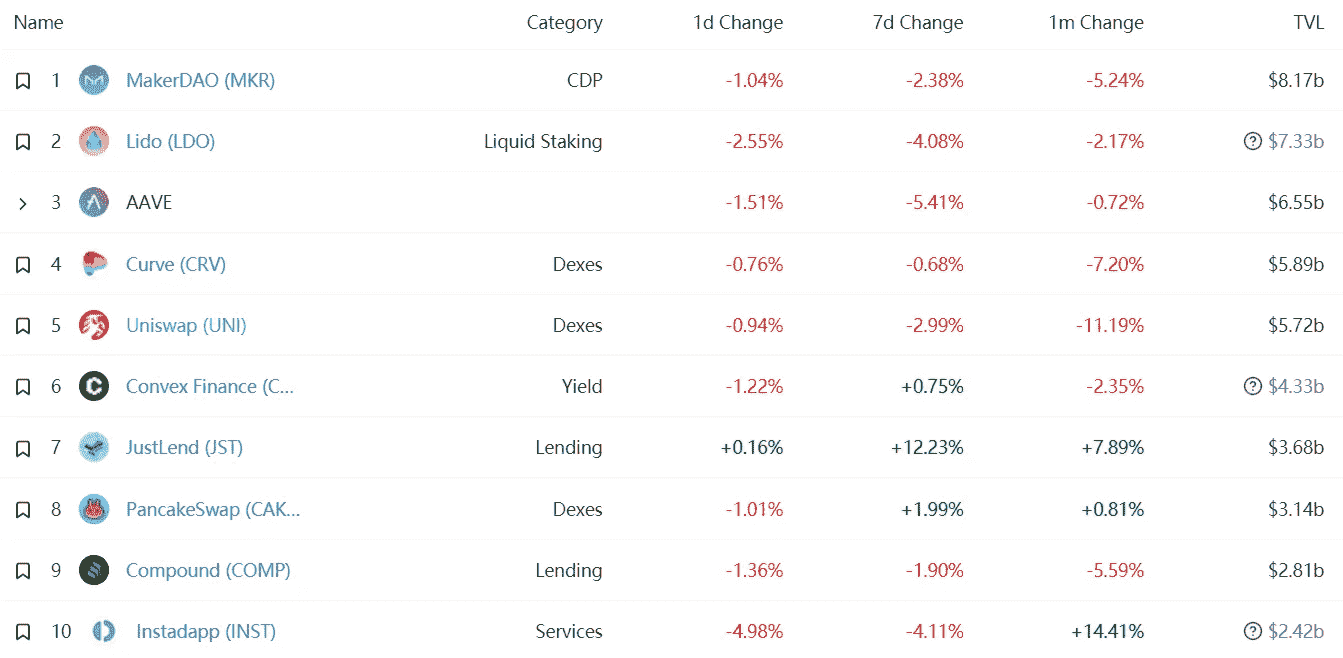 Name Category 1d Change 7d Change 1m Change TVL
1 MakerDAO (MKR) CDP -1.04% -2.38% -5.24% $8.17b
2 Lido (LDO) Liquid Staking -2.55% -4.08% -2.17% ? $7.33b
3 AAVE -1.51% -5.41% -0.72% $6.55b
4 Curve (CRV) Dexes -0.76% -0.68% -7.20% $5.89b
5 Uniswap (UNI) Dexes -0.94% -2.99% -11.19% $5.72b
6 Convex Finance (C... Yield -1.22% +0.75% -2.35% ? $4.33b
7 JustLend (JST) Lending +0.16% +12.23% +7.89% $3.68b
8 PancakeSwap (CAK... Dexes -1.01% +1.99% +0.81% $3.14b
9 Compound (COMP) Lending -1.36% -1.90% -5.59% $2.81b
10 Instadapp (INST) Services -4.98% -4.11% +14.41% ? $2.42b